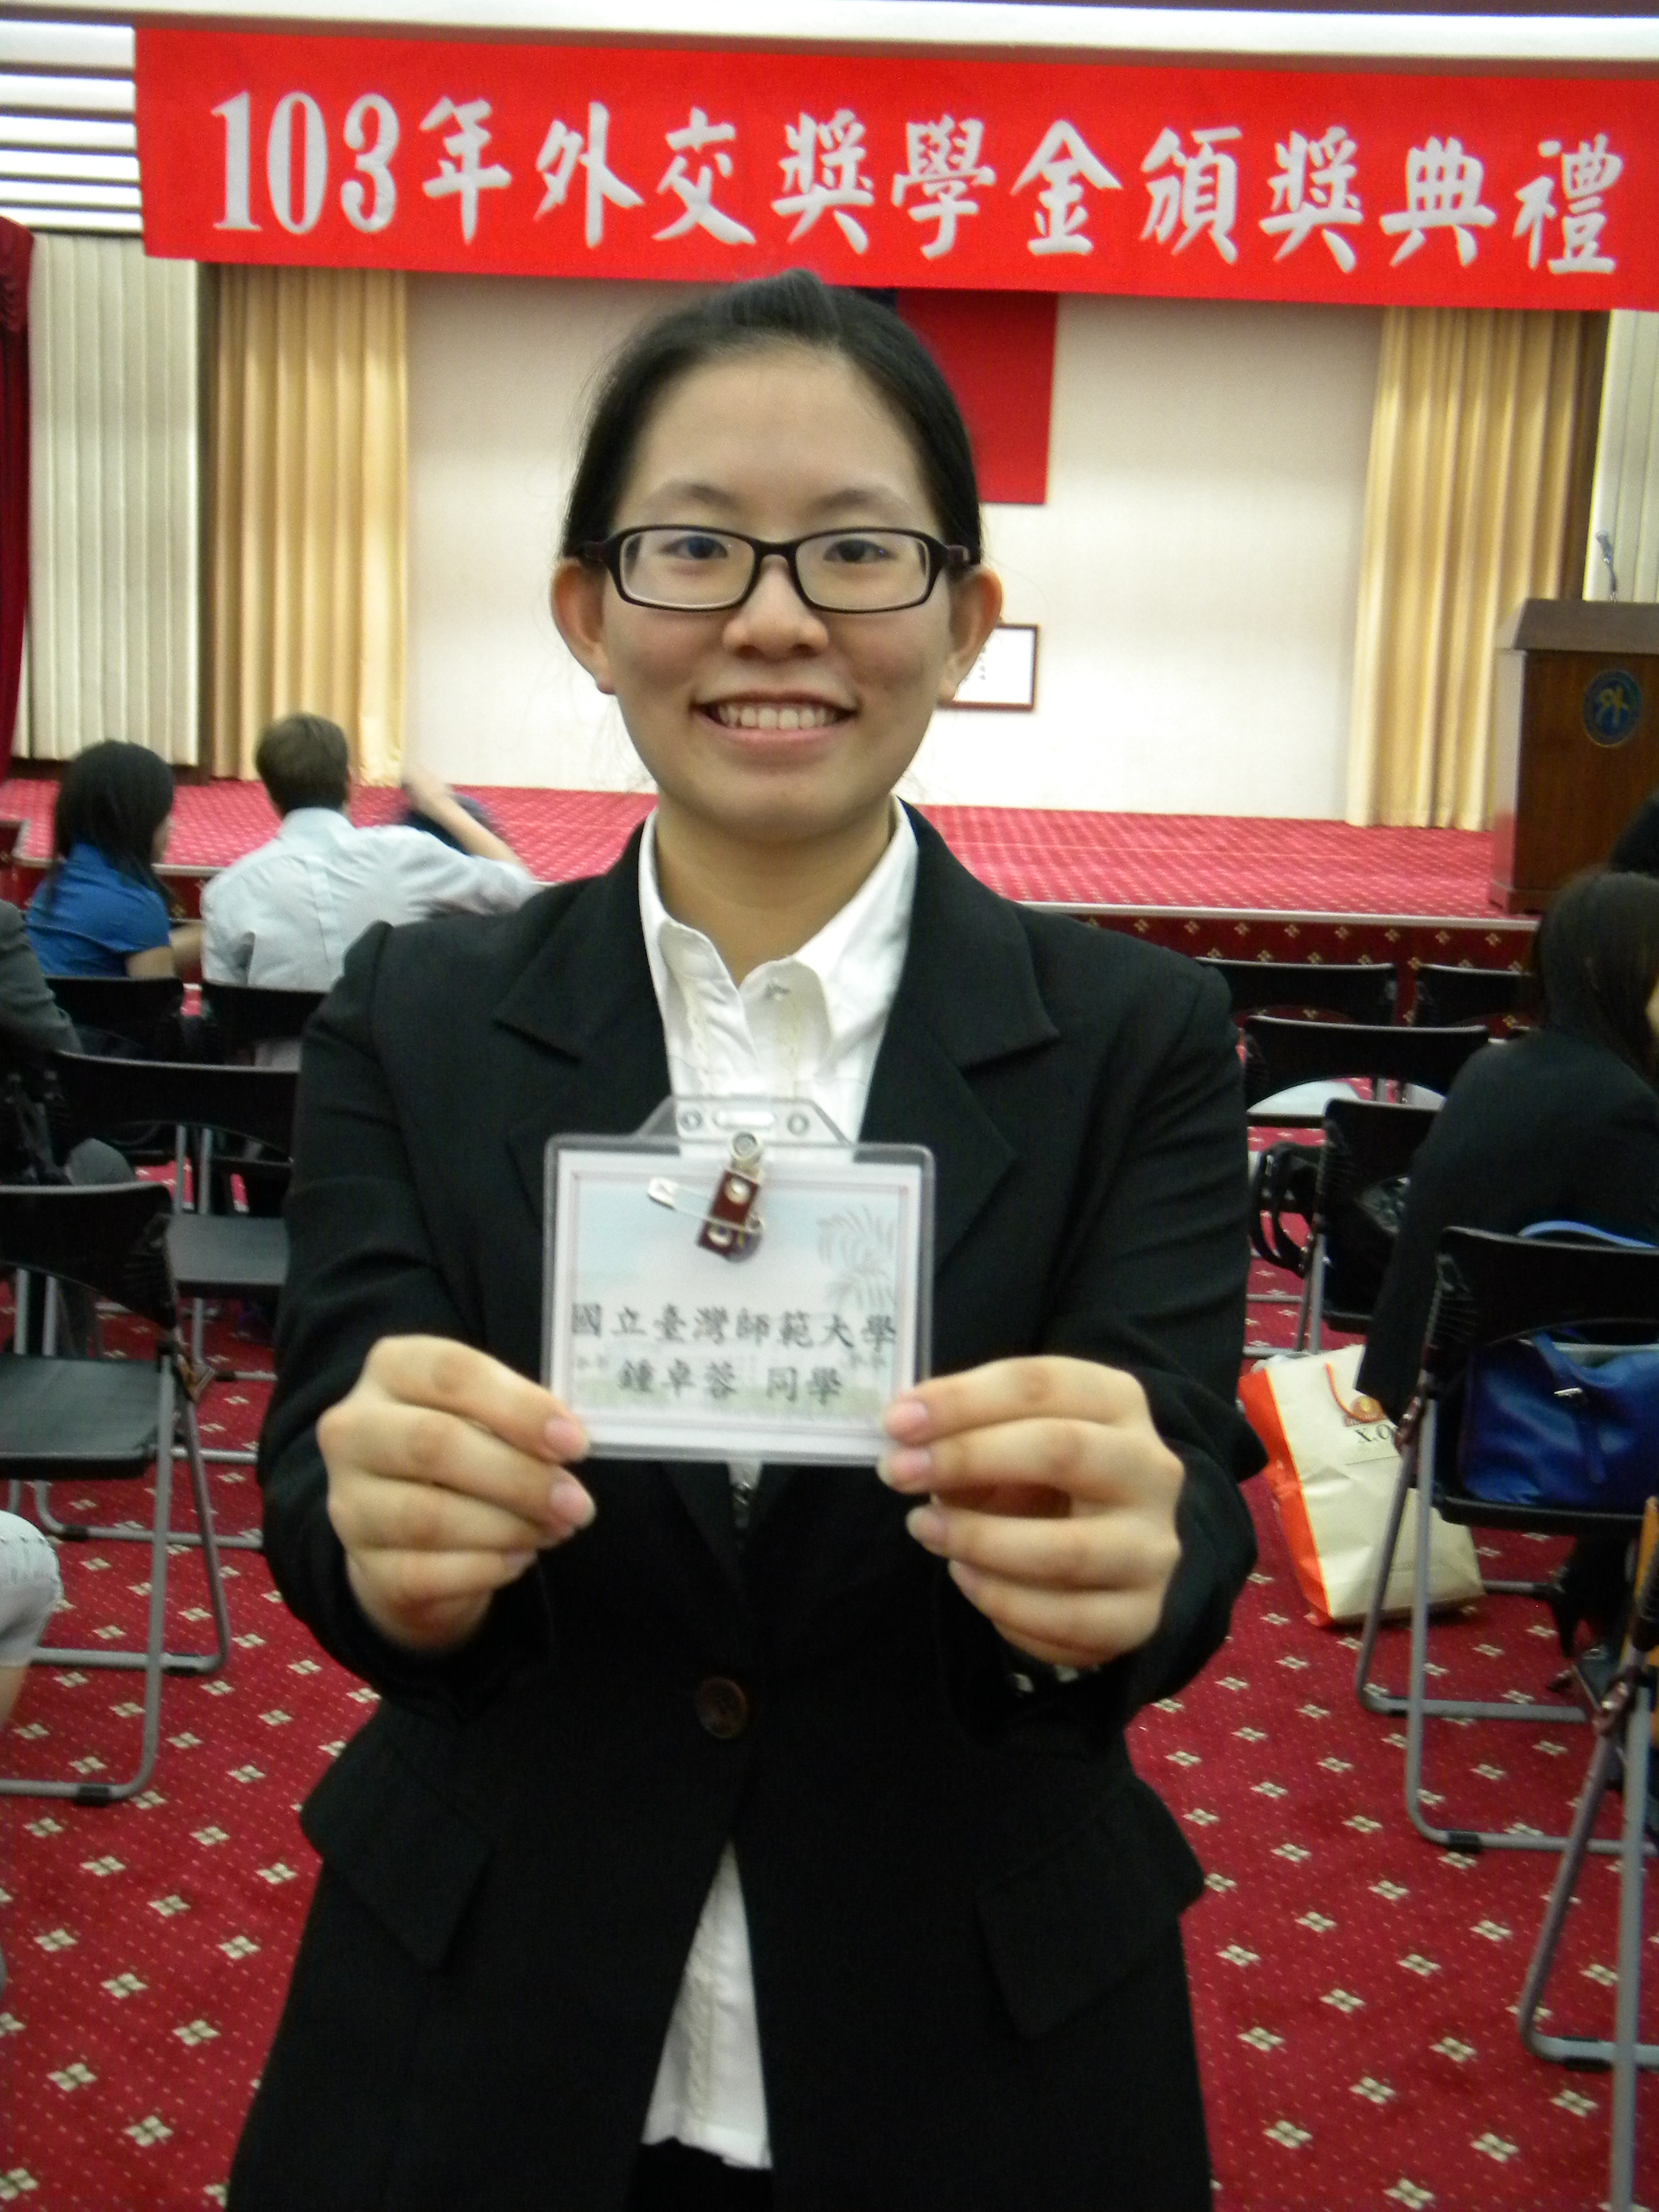 103年外交獎學金頒獎典禮
外
國立臺灣師範大學
鍾卓蓉 同學
X.O